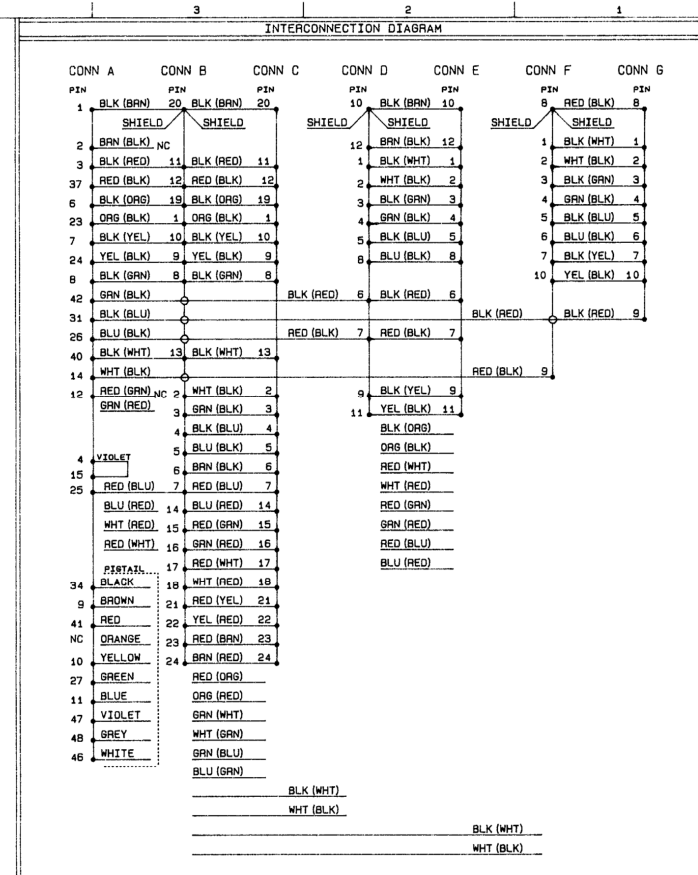 3 2 1
INTERCONNECTION DIAGRAM
CONN A CONN B CONN C CONN D CONN E CONN F CONN G
PIN PIN PIN PIN PIN PIN PIN
1 BLK (BRN) 20 BLK (BRN) 20 10 BLK (BRN) 10 8 RED (BLK) 8
SHIELD SHIELD SHIELD SHIELD SHIELD SHIELD
2 BRN (BLK) NC 12 BRN (BLK) 12 1 BLK (WHT) 1
3 BLK (RED) 11 BLK (RED) 11 1 BLK (WHT) 1 2 WHT (BLK) 2
37 RED (BLK) 12 RED (BLK) 12 2 WHT (BLK) 2 3 BLK (GRN) 3
6 BLK (ORG) 19 BLK (ORG) 19 3 BLK (GRN) 3 4 GRN (BLK) 4
23 ORG (BLK) 1 ORG (BLK) 1 4 GRN (BLK) 4 5 BLK (BLU) 5
7 BLK (YEL) 10 BLK (YEL) 10 5 BLK (BLU) 5 6 BLU (BLK) 6
24 YEL (BLK) 9 YEL (BLK) 9 8 BLU (BLK) 8 7 BLK (YEL) 7
8 BLK (GRN) 8 BLK (GRN) 8 10 YEL (BLK) 10
42 GRN (BLK) BLK (RED) 6 BLK (RED) 6
31 BLK (BLU) BLK (RED) BLK (RED) 9
26 BLU (BLK) RED (BLK) 7 RED (BLK) 7
40 BLK (WHT) 13 BLK (WHT) 13
14 WHT (BLK) RED (BLK) 9
12 RED (GRN) NC 2 WHT (BLK) 2 9 BLK (YEL) 9
GRN (RED) 3 GRN (BLK) 3 11 YEL (BLK) 11
4 BLK (BLU) 4 BLK (ORG)
5 BLU (BLK) 5 ORG (BLK)
4 VIOLET
15 6 BRN (BLK) 6 RED (WHT)
25 RED (BLU) 7 RED (BLU) 7 WHT (RED)
BLU (RED) 14 BLU (RED) 14 RED (GRN)
WHT (RED) 15 RED (GRN) 15 GRN (RED)
RED (WHT) 16 GRN (RED) 16 RED (BLU)
PIGTAIL 17 RED (WHT) 17 BLU (RED)
34 BLACK 18 WHT (RED) 18
9 BROWN 21 RED (YEL) 21
41 RED 22 YEL (RED) 22
NC ORANGE 23 RED (BRN) 23
10 YELLOW 24 BRN (RED) 24
27 GREEN RED (ORG)
11 BLUE ORG (RED)
47 VIOLET GRN (WHT)
48 GREY WHT (GRN)
46 WHITE GRN (BLU)
BLU (GRN)
BLK (WHT)
WHT (BLK)
BLK (WHT)
WHT (BLK)